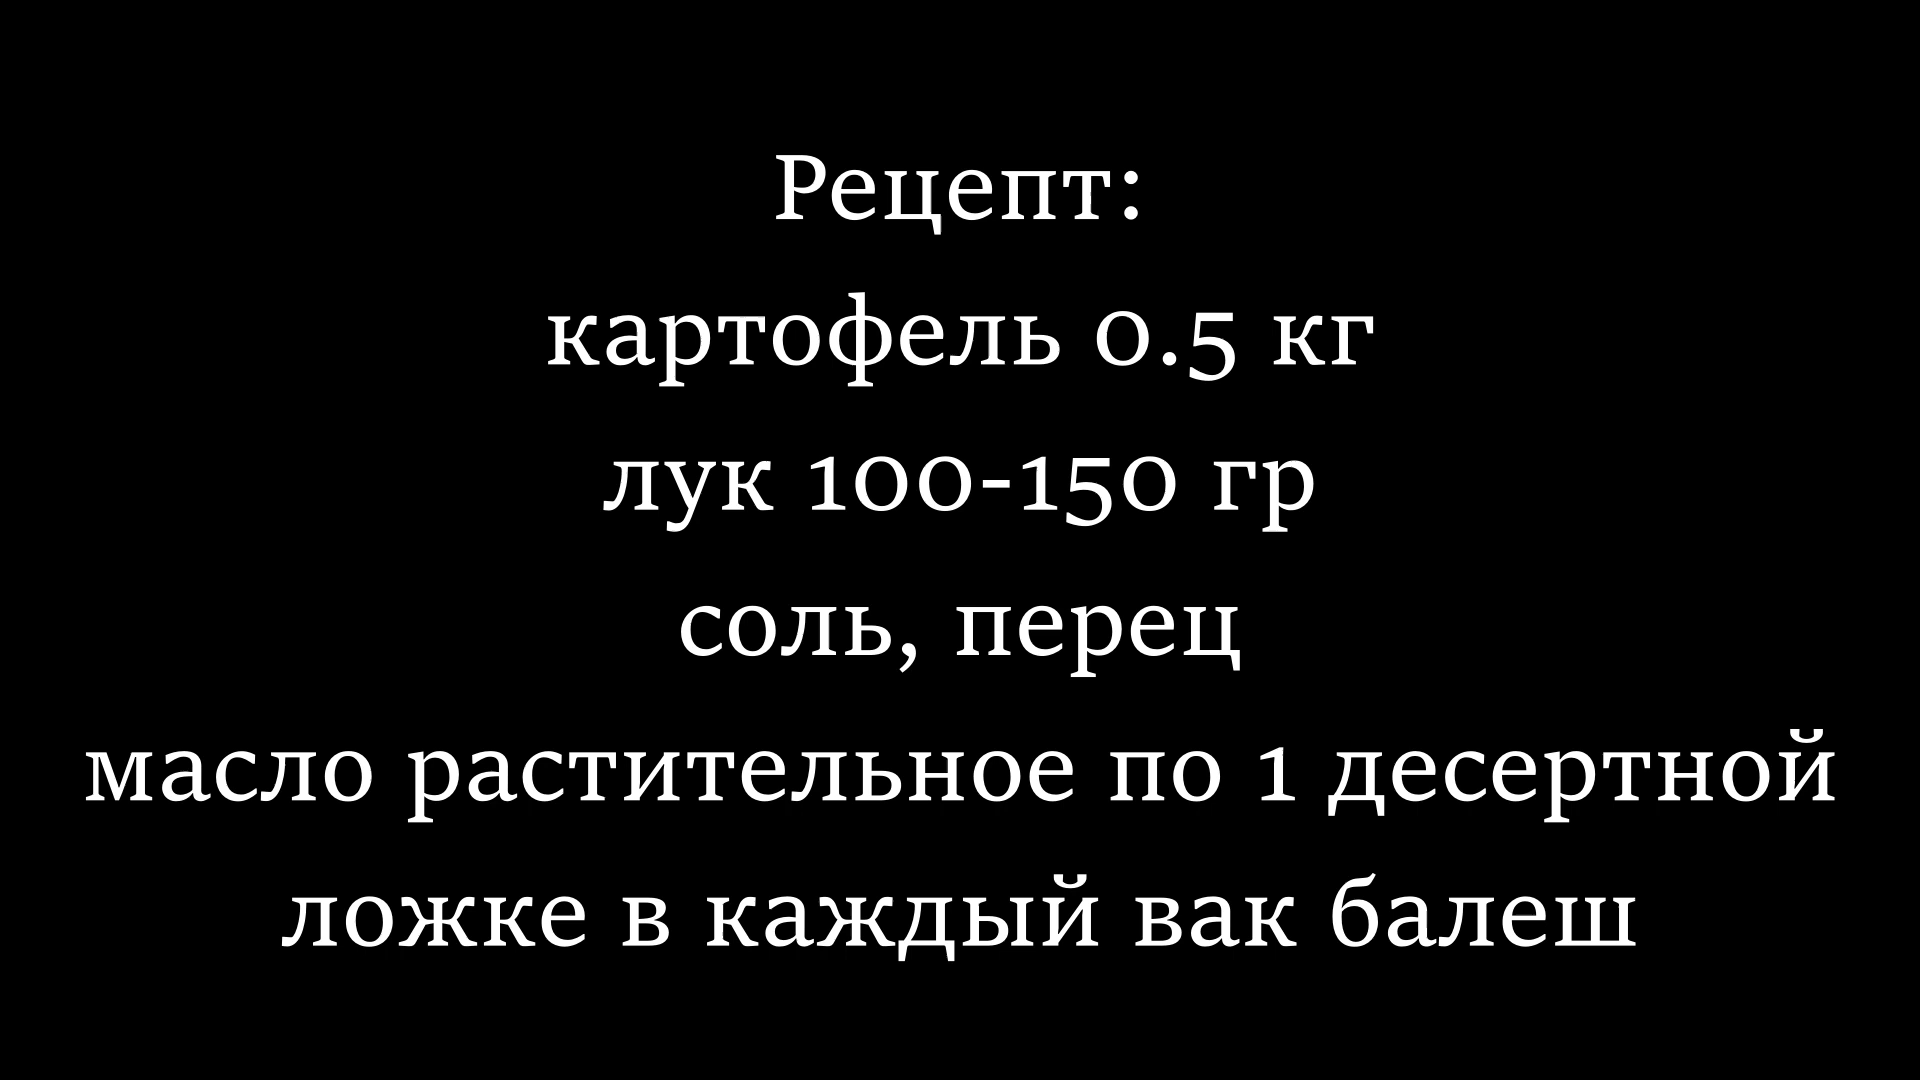 Рецепт:
картофель 0.5 кг
лук 100-150 гр
соль, перец
масло растительное по 1 десертной
ложке в каждый вак балеш